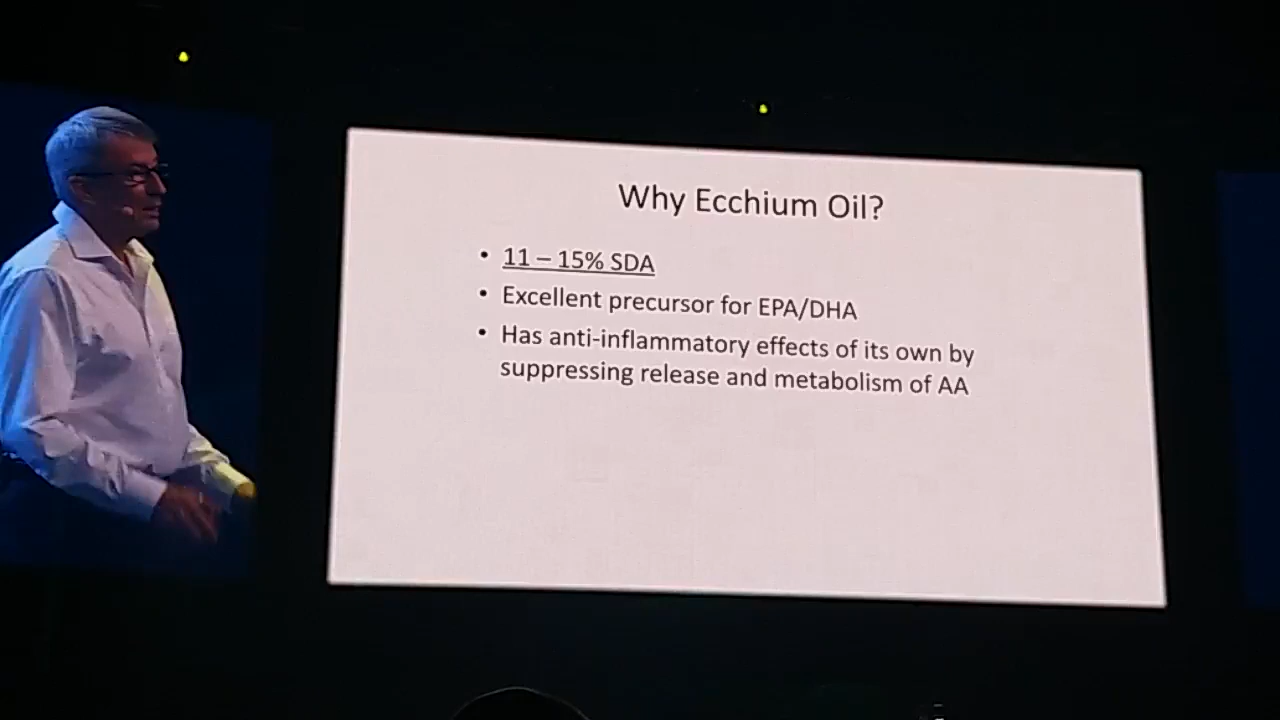 Why Ecchium Oil?
• 11 – 15% SDA
• Excellent precursor for EPA/DHA
• Has anti-inflammatory effects of its own by
suppressing release and metabolism of AA